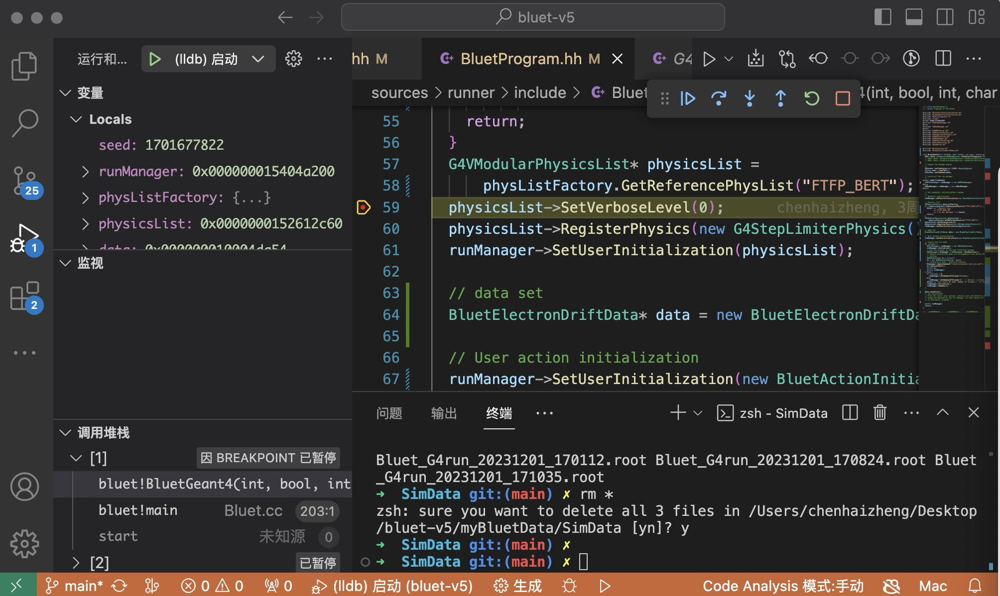 bluet-v5
运行和...
(lldb) 启动
hh M
BluetProgram.hh M
G4
变量
Locals
seed: 1701677822
runManager: 0x000000015404a200
physListFactory: {...}
physicsList: 0x0000000152612c60
data: 0x000000010004da54
监视
调用堆栈
[1] 因 BREAKPOINT 已暂停
bluet!BluetGeant4(int, bool, int
bluet!main Bluet.cc 203:1
start 未知源 0
[2] 已暂停
25
1
2
sources > runner > include > Bluet
4(int, bool, int, char
55 return;
56 }
57 G4VModularPhysicsList* physicsList =
58 physListFactory.GetReferencePhysList("FTFP_BERT");
59 physicsList->SetVerboseLevel(0); chenhaizheng, 3周
60 physicsList->RegisterPhysics(new G4StepLimiterPhysics()
61 runManager->SetUserInitialization(physicsList);
62
63 // data set
64 BluetElectronDriftData* data = new BluetElectronDriftDa
65
66 // User action initialization
67 runManager->SetUserInitialization(new BluetActionInitia
问题 输出 终端
zsh - SimData
Bluet_G4run_20231201_170112.root Bluet_G4run_20231201_170824.root Bluet
_G4run_20231201_171035.root
➜ SimData git:(main) ✗ rm *
zsh: sure you want to delete all 3 files in /Users/chenhaizheng/Desktop
/bluet-v5/myBluetData/SimData [yn]? y
➜ SimData git:(main) ✗
➜ SimData git:(main) ✗
main* 0 0 0 (lldb) 启动 (bluet-v5) 生成 Code Analysis 模式:手动 Mac